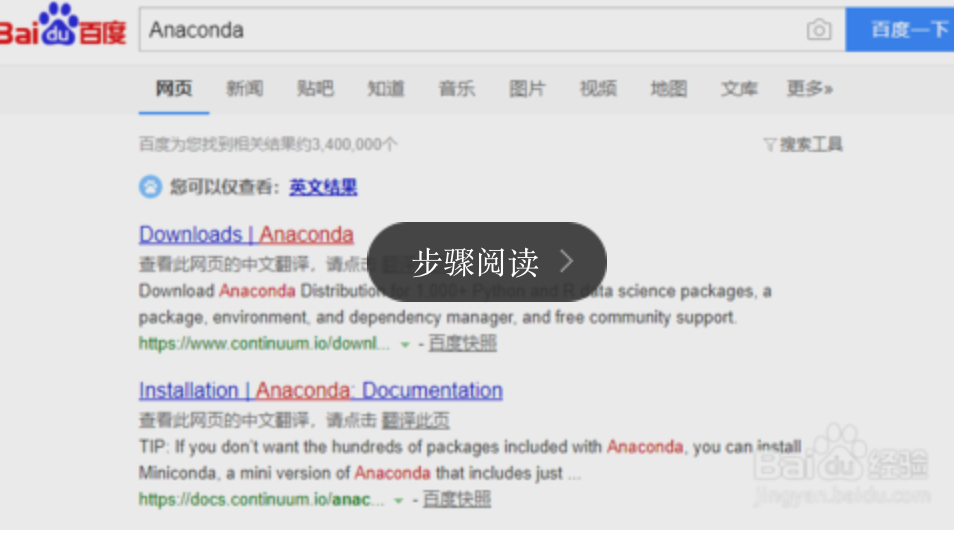 Bai du 百度 Anaconda 百度一下
网页 新闻 贴吧 知道 音乐 图片 视频 地图 文库 更多»
百度为您找到相关结果约3,400,000个 搜索工具
您可以仅查看：英文结果
Downloads | Anaconda
查看此网页的中文翻译，请点击
步骤阅读
Download Anaconda Distribution for 1,000+ Python and R data science packages, a
package, environment, and dependency manager, and free community support.
https://www.continuum.io/downl... - 百度快照
Installation | Anaconda: Documentation
查看此网页的中文翻译，请点击 翻译此页
TIP: If you don't want the hundreds of packages included with Anaconda, you can install
Miniconda, a mini version of Anaconda that includes just ...
https://docs.continuum.io/anac... - 百度快照
Bai du 经验
jingyan.baidu.com